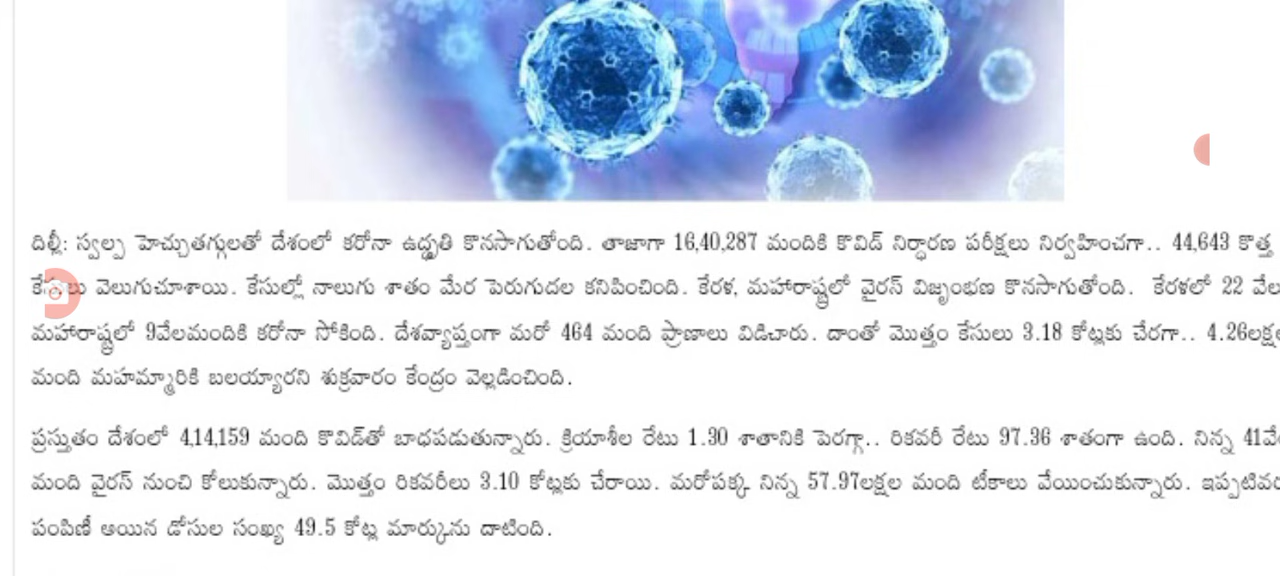 దిల్లీ: స్వల్ప హెచ్చుతగ్గులతో దేశంలో కరోనా ఉద్ధృతి కొనసాగుతోంది. తాజాగా 16,40,287 మందికి కొవిడ్ నిర్ధారణ పరీక్షలు నిర్వహించగా.. 44,643 కొత్త
వెలుగుచూశాయి. కేసుల్లో నాలుగు శాతం మేర పెరుగుదల కనిపించింది. కేరళ, మహారాష్ట్రలో వైరస్ విజృంభణ కొనసాగుతోంది. కేరళలో 22
మహారాష్ట్రలో 9వేలమందికి కరోనా సోకింది. దేశవ్యాప్తంగా మరో 464 మంది ప్రాణాలు విడిచారు. దాంతో మొత్తం కేసులు 3.18 కోట్లకు చేరగా..
మంది మహమ్మారికి బలయ్యారని శుక్రవారం కేంద్రం వెల్లడించింది.
ప్రస్తుతం దేశంలో 4,14,159 మంది కొవిడ్‌తో బాధపడుతున్నారు. క్రియాశీల రేటు 1.30 శాతానికి పెరగ్గా.. రికవరీ రేటు 97.36 శాతంగా ఉంది. నిన్న
మంది వైరస్ నుంచి కోలుకున్నారు. మొత్తం రికవరీలు 3.10 కోట్లకు చేరాయి. మరోపక్క నిన్న 57.97లక్షల మంది టీకాలు వేయించుకున్నారు.
పంపిణీ అయిన డోసుల సంఖ్య 49.5 కోట్ల మార్కును దాటింది.